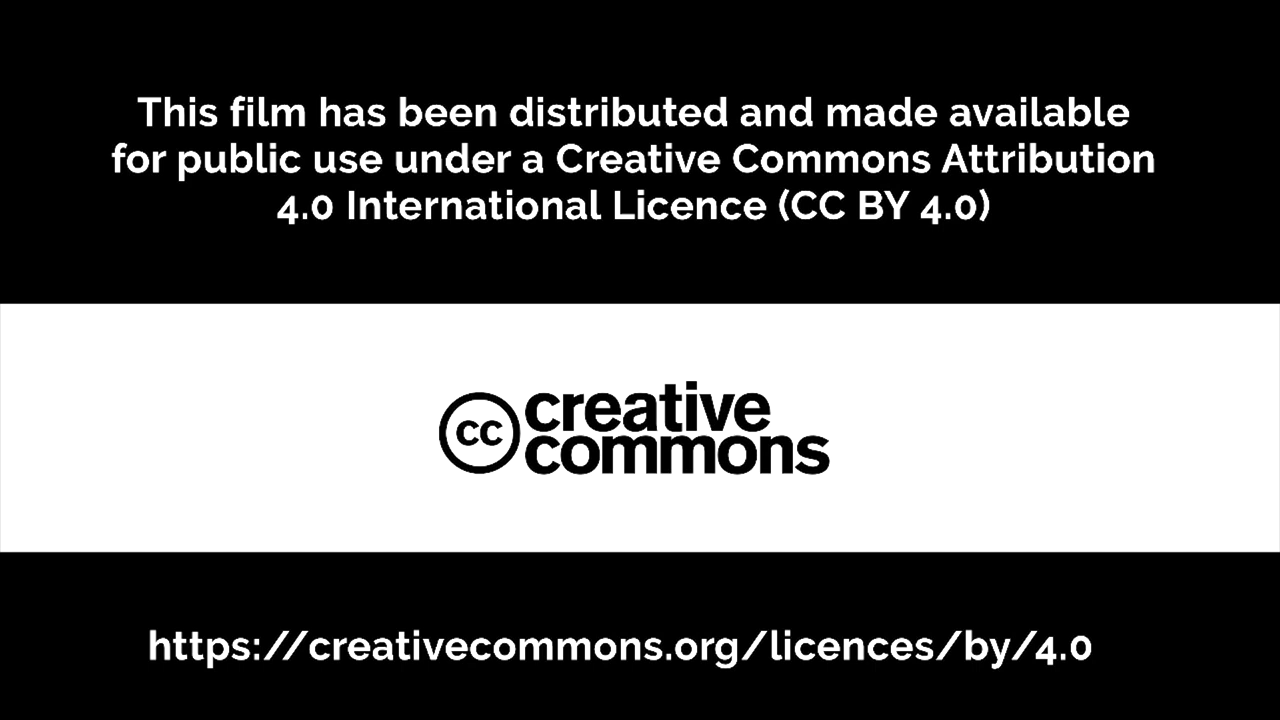 This film has been distributed and made available
for public use under a Creative Commons Attribution
4.0 International Licence (CC BY 4.0)
cc
creative
commons
https://creativecommons.org/licences/by/4.0